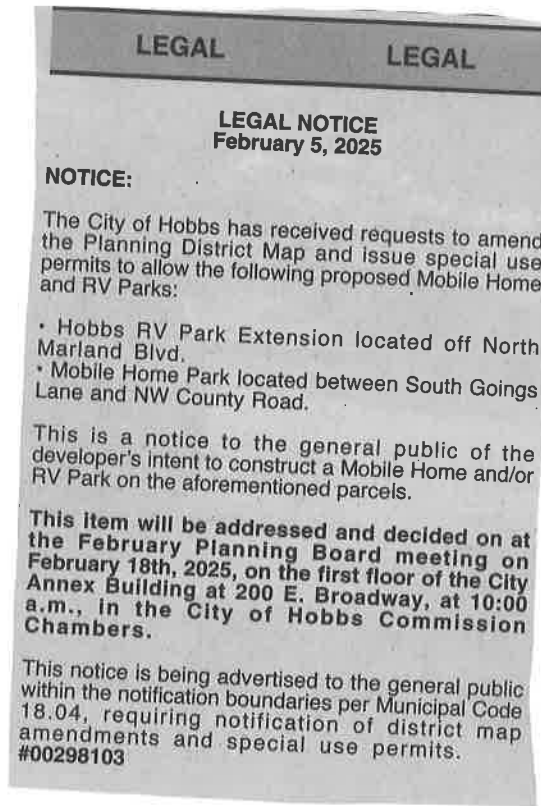 LEGAL LEGAL
LEGAL NOTICE
February 5, 2025
NOTICE:
The City of Hobbs has received requests to amend
the Planning District Map and issue special use
permits to allow the following proposed Mobile Home
and RV Parks:
• Hobbs RV Park Extension located off North
Marland Blvd.
• Mobile Home Park located between South Goings
Lane and NW County Road.
This is a notice to the general public of the
developer's intent to construct a Mobile Home and/or
RV Park on the aforementioned parcels.
This item will be addressed and decided on at
the February Planning Board meeting on
February 18th, 2025, on the first floor of the City
Annex Building at 200 E. Broadway, at 10:00
a.m., in the City of Hobbs Commission
Chambers.
This notice is being advertised to the general public
within the notification boundaries per Municipal Code
18.04, requiring notification of district map
amendments and special use permits.
#00298103